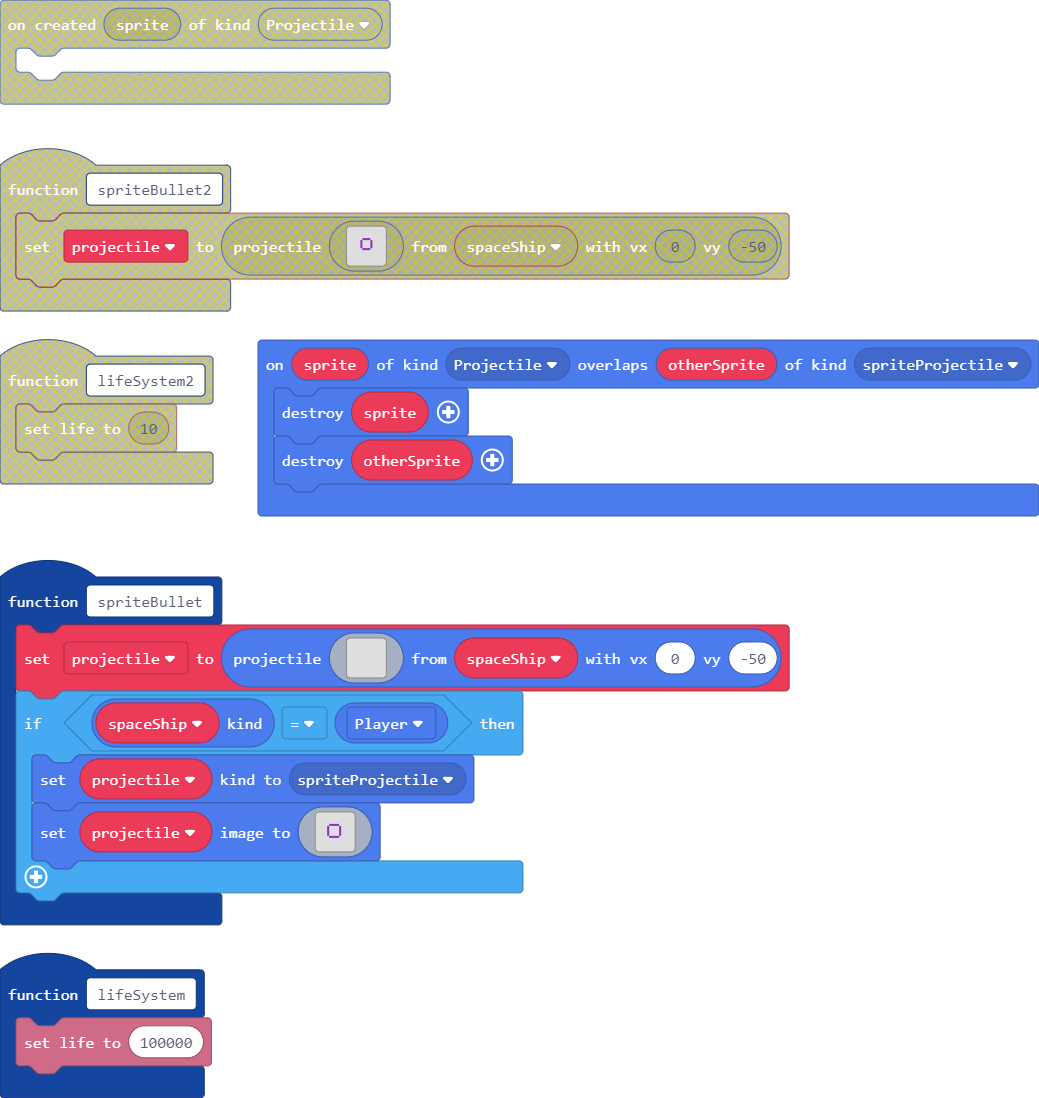 on created sprite of kind Projectile
function spriteBullet2
set projectile to projectile from spaceShip with vx 0 vy -50
function lifeSystem2
set life to 10
on sprite of kind Projectile overlaps otherSprite of kind spriteProjectile
destroy sprite
destroy otherSprite
function spriteBullet
set projectile to projectile from spaceShip with vx 0 vy -50
if spaceShip kind = Player then
set projectile kind to spriteProjectile
set projectile image to
function lifeSystem
set life to 100000